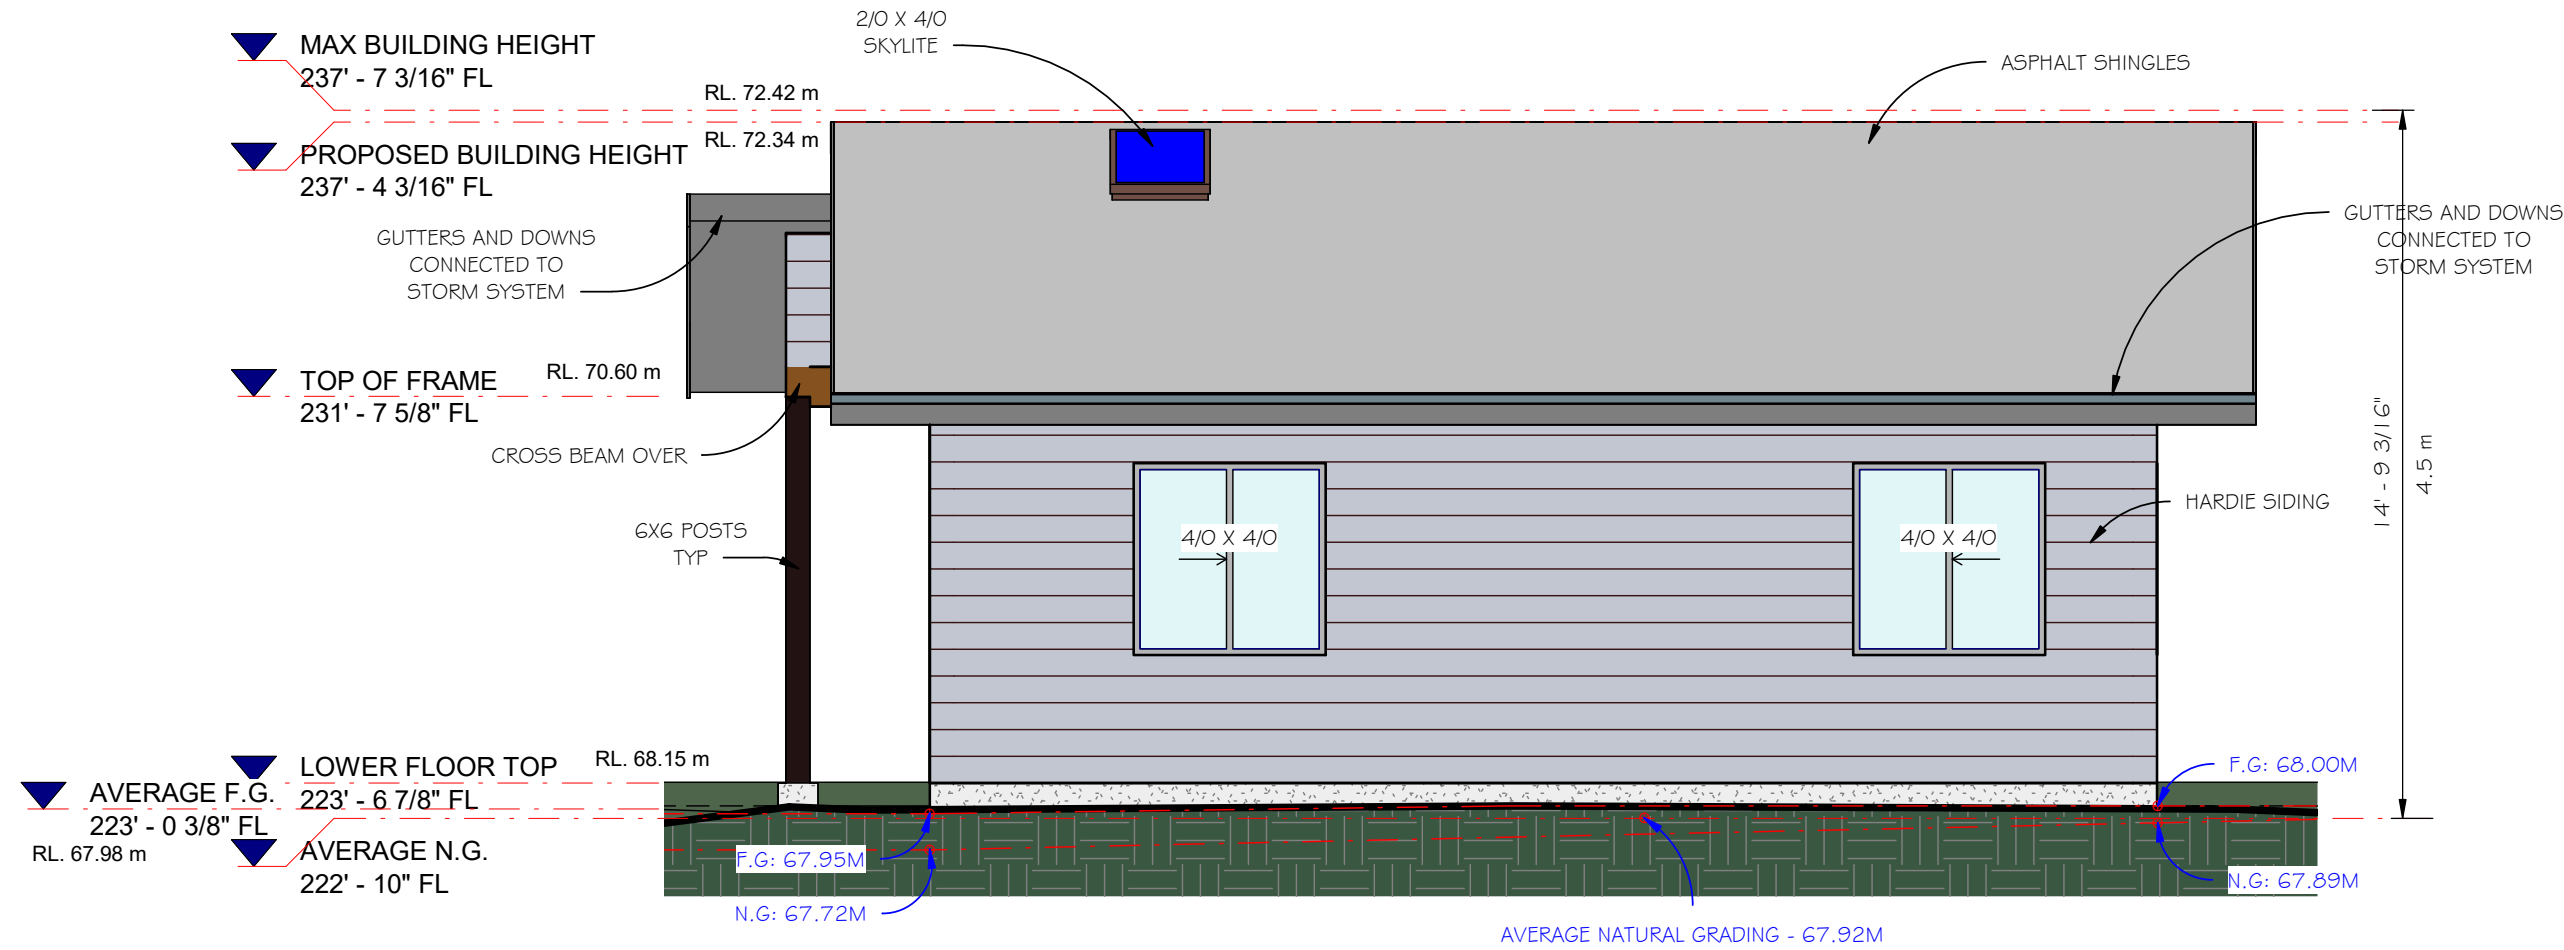 2/0 X 4/0
SKYLITE
MAX BUILDING HEIGHT
237' - 7 3/16" FL
ASPHALT SHINGLES
RL. 72.42 m
RL. 72.34 m
PROPOSED BUILDING HEIGHT
237' - 4 3/16" FL
GUTTERS AND DOWNS
CONNECTED TO
STORM SYSTEM
GUTTERS AND DOWNS
CONNECTED TO
STORM SYSTEM
TOP OF FRAME
231' - 7 5/8" FL
RL. 70.60 m
CROSS BEAM OVER
14' - 9 3/16"
4.5 m
HARDIE SIDING
6X6 POSTS
TYP
4/0 X 4/0
4/0 X 4/0
LOWER FLOOR TOP
223' - 6 7/8" FL
RL. 68.15 m
AVERAGE F.G.
223' - 0 3/8" FL
RL. 67.98 m
AVERAGE N.G.
222' - 10" FL
F.G: 68.00M
F.G: 67.95M
N.G: 67.89M
N.G: 67.72M
AVERAGE NATURAL GRADING - 67.92M